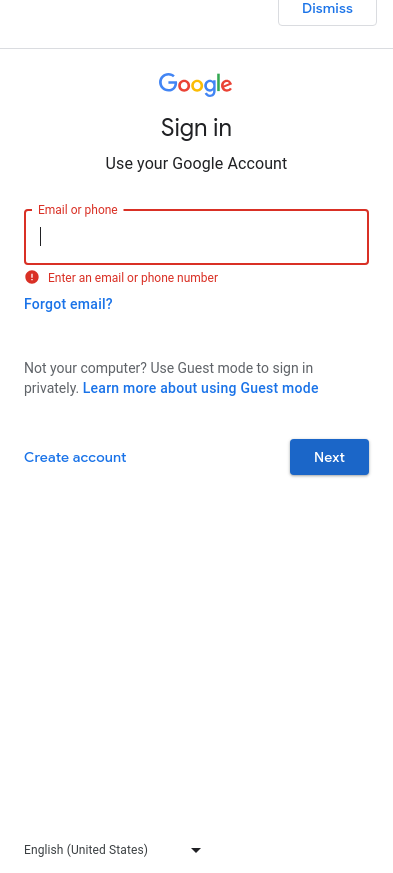 Dismiss
Google
Sign in
Use your Google Account
Email or phone
Enter an email or phone number
Forgot email?
Not your computer? Use Guest mode to sign in
privately. Learn more about using Guest mode
Create account
Next
English (United States)